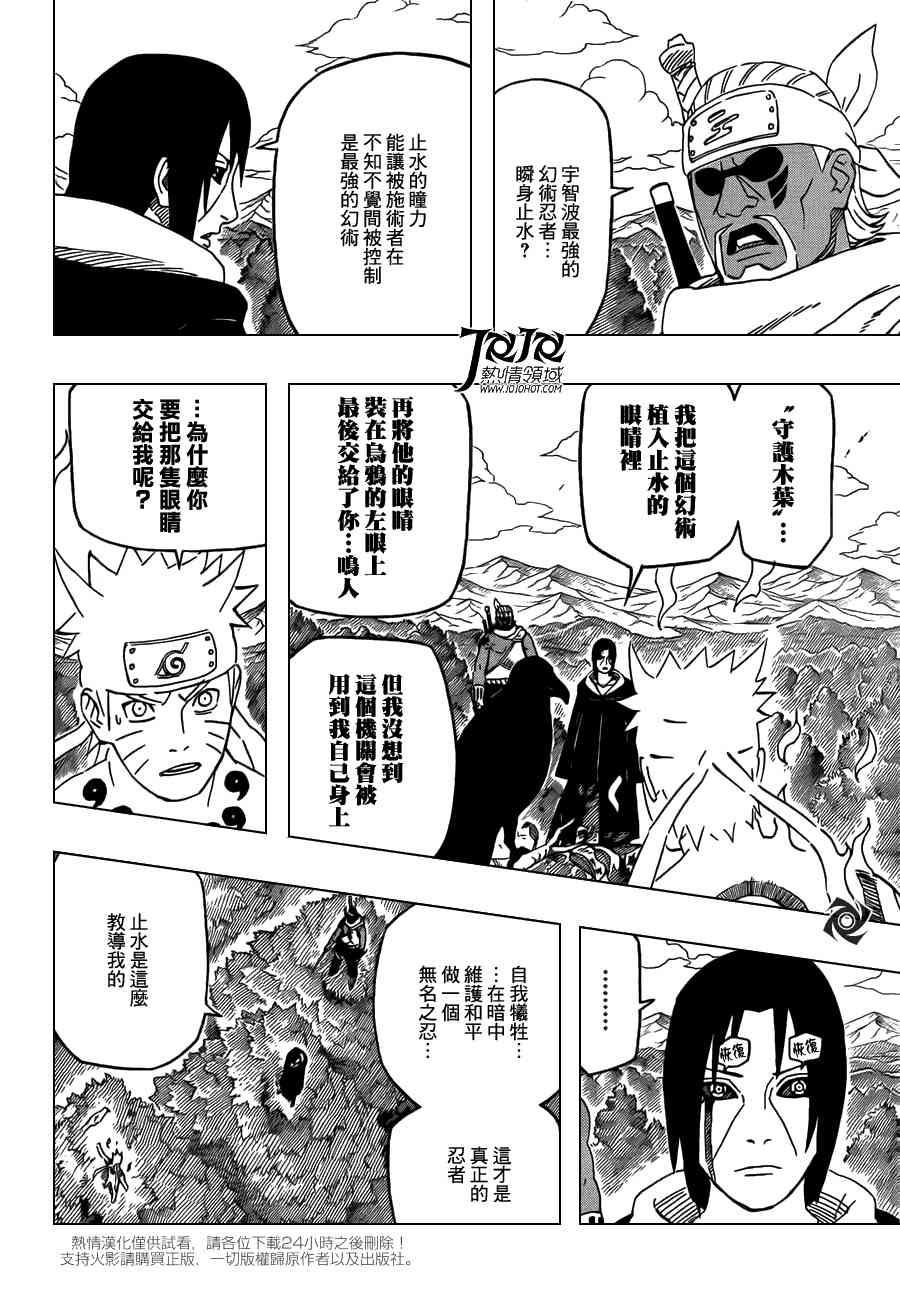 宇智波最強的
幻術忍者…
瞬身止水？
止水的瞳力
能讓被施術者在
不知不覺間被控制
是最強的幻術
JOJO
熱情領域
WWW.JOJOHOT.COM
〝守護木葉〞…
我把這個幻術
植入止水的
眼睛裡
再將他的眼睛
裝在烏鴉的左眼上
最後交給了你…鳴人
但我沒想到
這個機關會被
用到我自己身上
…為什麼你
要把那隻眼睛
交給我呢？
………
恢復
恢復
自我犧牲…
…在暗中
維護和平
做一個
無名之忍…
這才是
真正的
忍者
止水是這麼
教導我的
熱情漢化僅供試看，請各位下載24小時之後刪除！
支持火影請購買正版，一切版權歸原作者以及出版社。